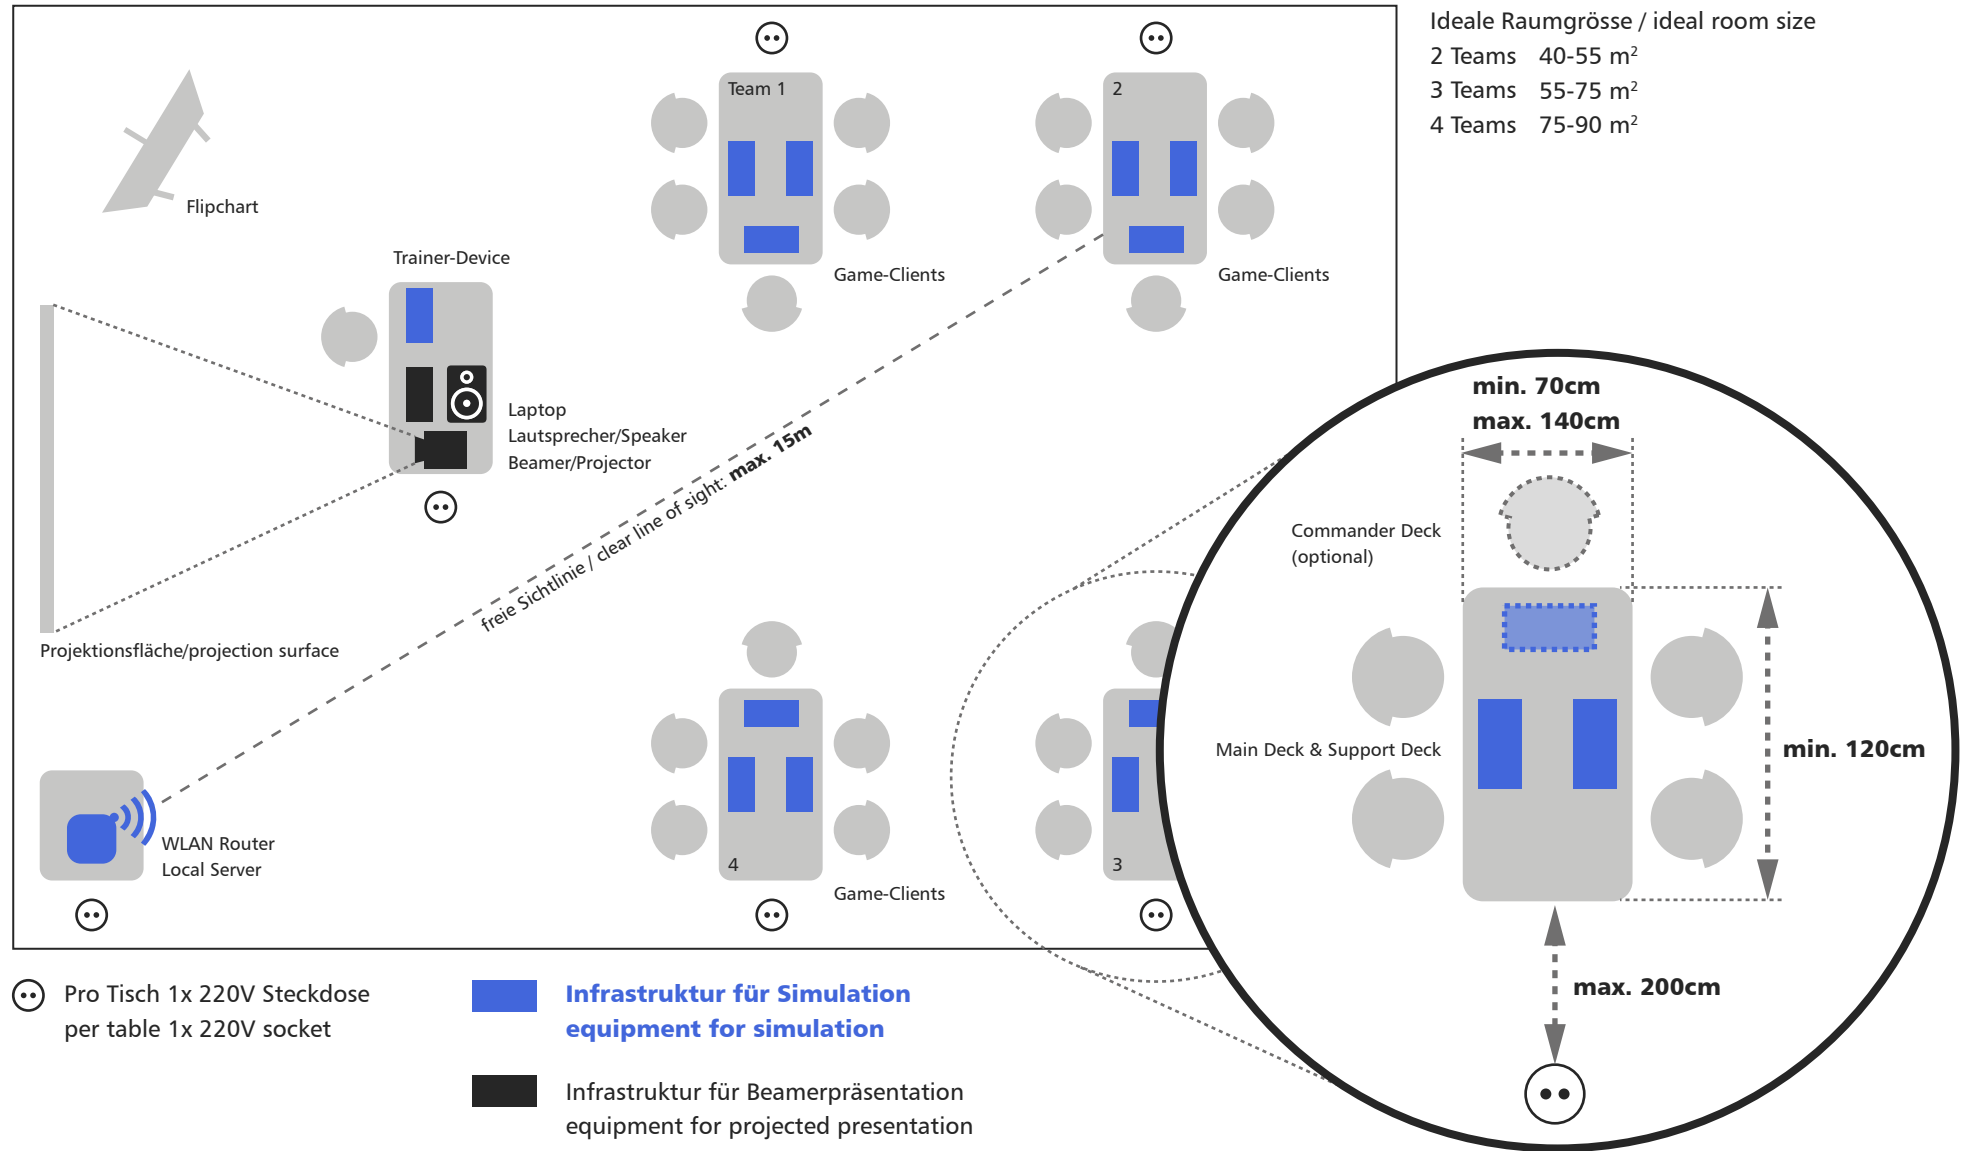 Ideale Raumgrösse / ideal room size
2 Teams 40-55 m²
3 Teams 55-75 m²
4 Teams 75-90 m²
Team 1
2
Flipchart
Trainer-Device
Game-Clients
Game-Clients
Laptop
Lautsprecher/Speaker
Beamer/Projector
freie Sichtlinie / clear line of sight: max. 15m
Projektionsfläche/projection surface
WLAN Router
Local Server
4
Game-Clients
3
min. 70cm
max. 140cm
Commander Deck
(optional)
Main Deck & Support Deck
min. 120cm
max. 200cm
Pro Tisch 1x 220V Steckdose
per table 1x 220V socket
Infrastruktur für Simulation
equipment for simulation
Infrastruktur für Beamerpräsentation
equipment for projected presentation